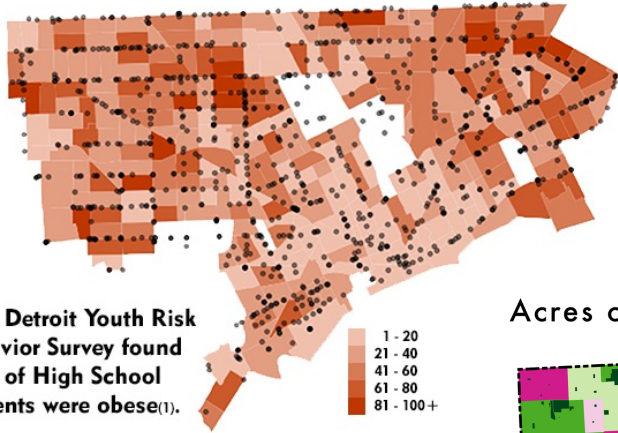 Detroit Youth Risk
vior Survey found
of High School
ents were obese(1).
1 - 20
21 - 40
41 - 60
61 - 80
81 - 100+
Acres